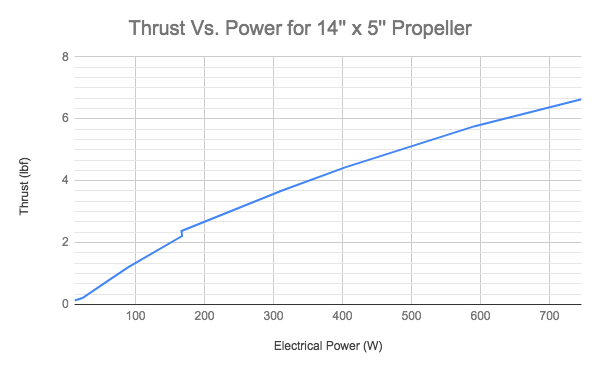 Thrust Vs. Power for 14" x 5" Propeller
8
6
4
2
0
Thrust (lbf)
100 200 300 400 500 600 700
Electrical Power (W)